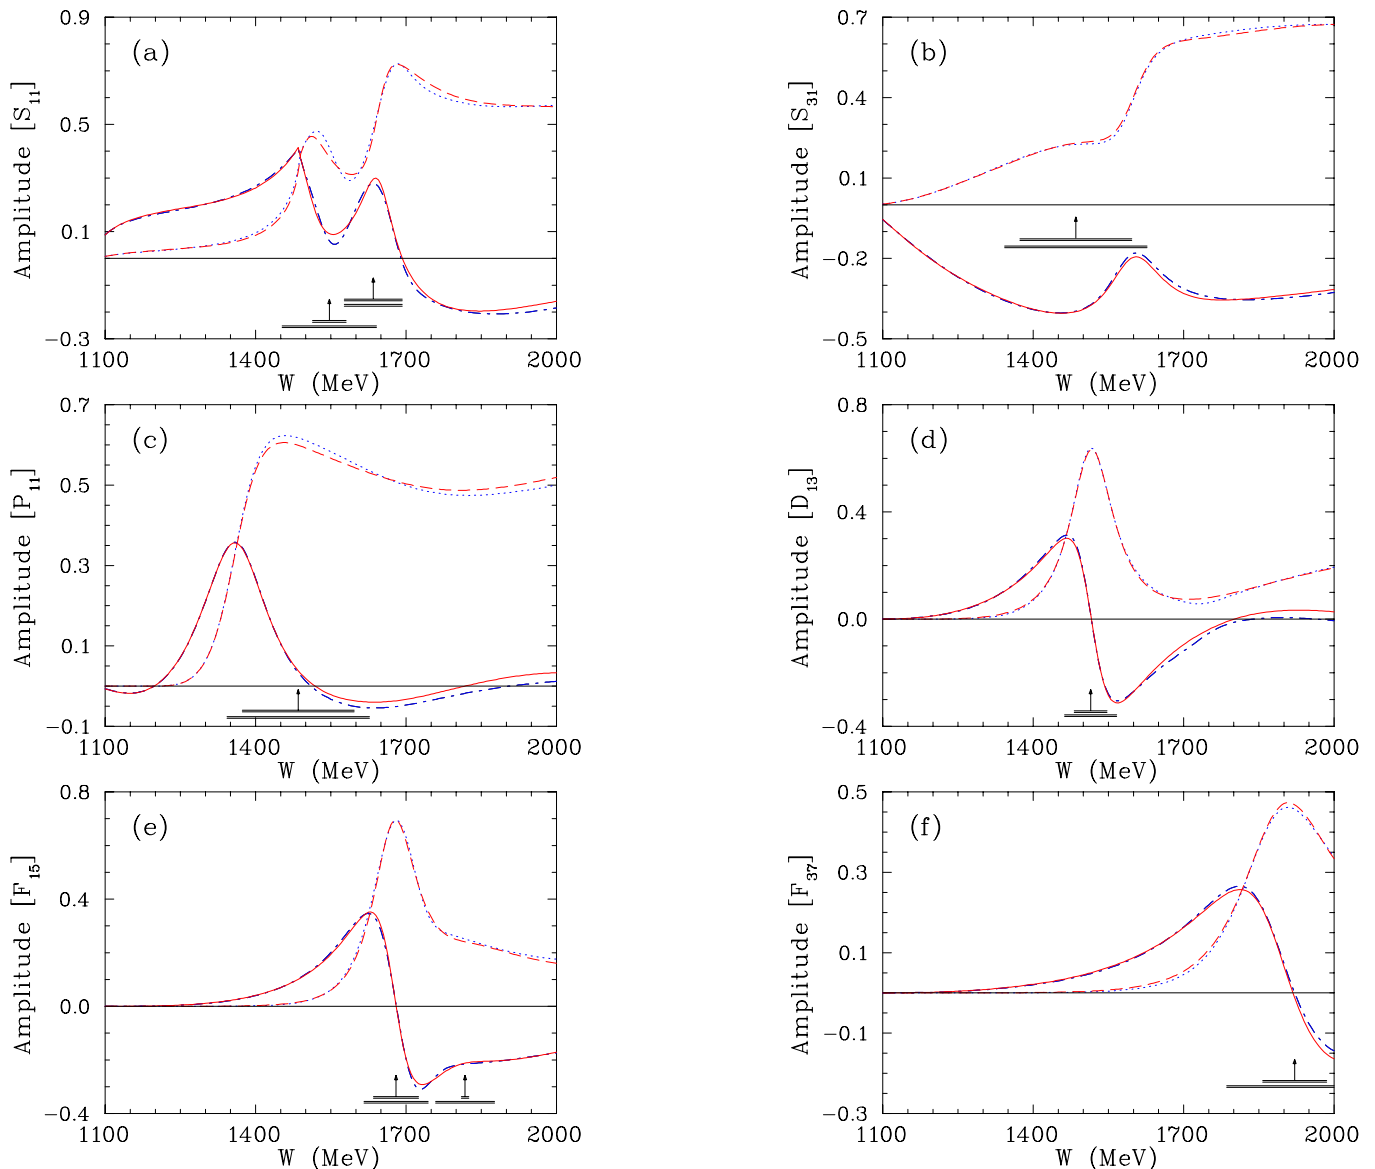 (a)
Amplitude [S11]
0.9
0.5
0.1
−0.3
1100 1400 1700 2000
W (MeV)
(b)
Amplitude [S31]
0.7
0.4
0.1
−0.2
−0.5
1100 1400 1700 2000
W (MeV)
(c)
Amplitude [P11]
0.7
0.5
0.3
0.1
−0.1
1100 1400 1700 2000
W (MeV)
(d)
Amplitude [D13]
0.8
0.4
0.0
−0.4
1100 1400 1700 2000
W (MeV)
(e)
Amplitude [F15]
0.8
0.4
0.0
−0.4
1100 1400 1700 2000
W (MeV)
(f)
Amplitude [F37]
0.5
0.3
0.1
−0.1
−0.3
1100 1400 1700 2000
W (MeV)